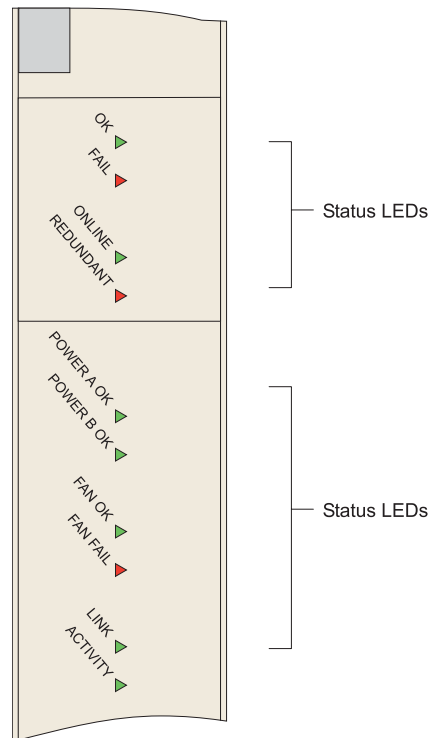 OK
FAIL
Status LEDs
ONLINE
REDUNDANT
POWER A OK
POWER B OK
FAN OK
Status LEDs
FAN FAIL
LINK
ACTIVITY